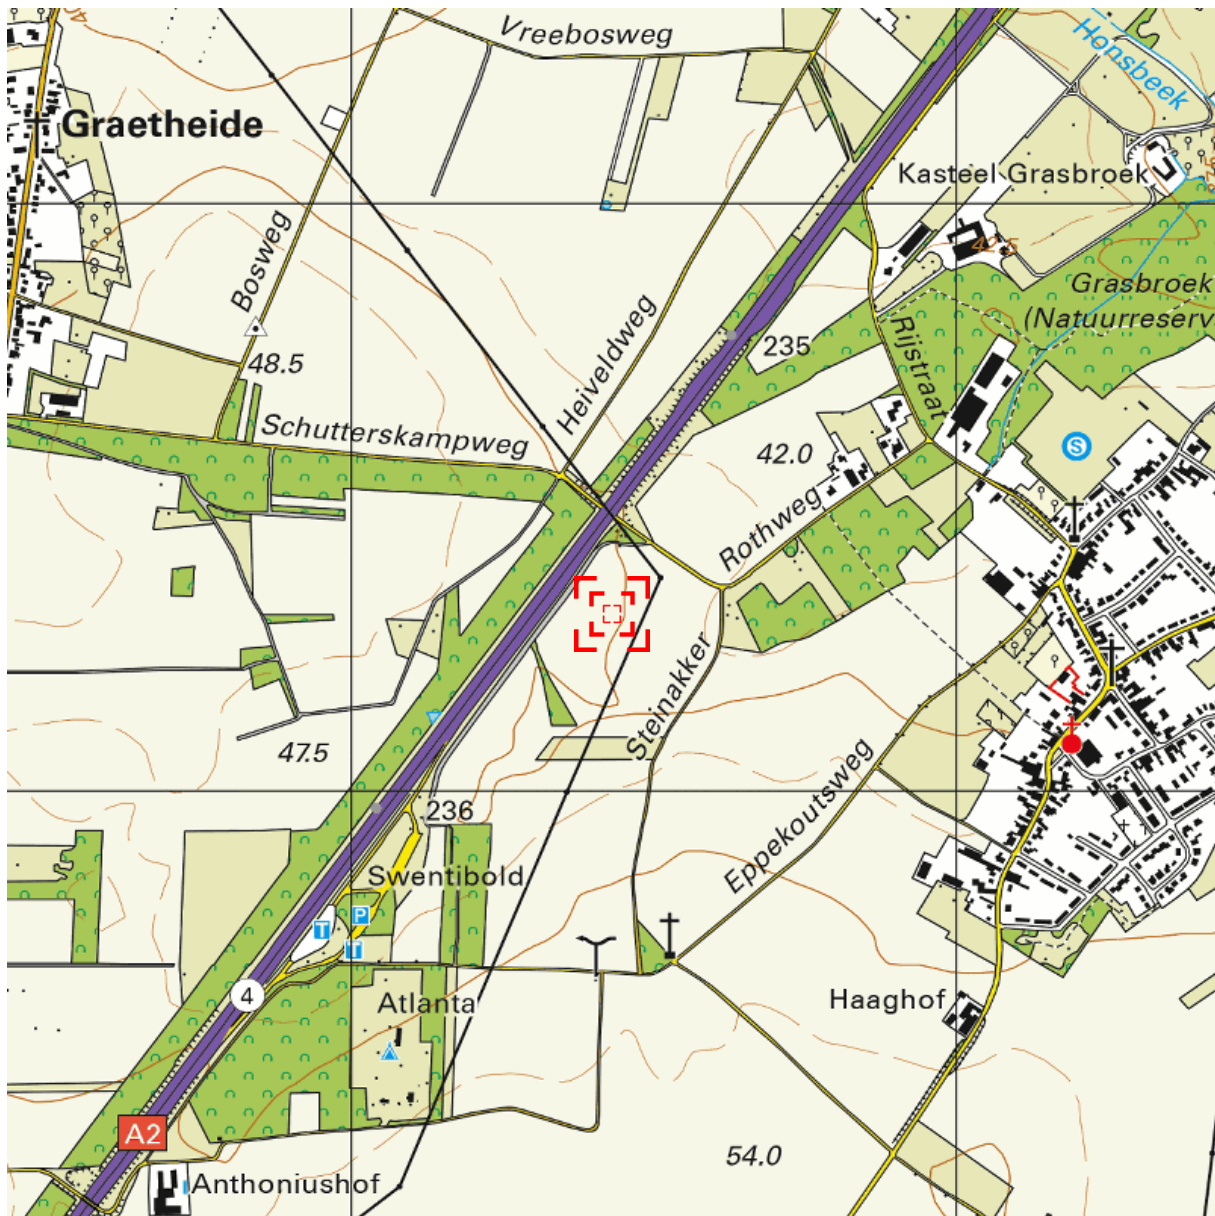 Vreebosweg
Honsbeek
Graetheide
Kasteel Grasbroek
Bosweg
42.5
Grasbroek
(Natuurreserv
Heiveldweg
Rijstraat
235
48.5
Schutterskampweg
42.0
S
Rothweg
Steinakker
47.5
Eppekoutsweg
236
Swentibold
P
T
T
4
Atlanta
Haaghof
A2
54.0
Anthoniushof